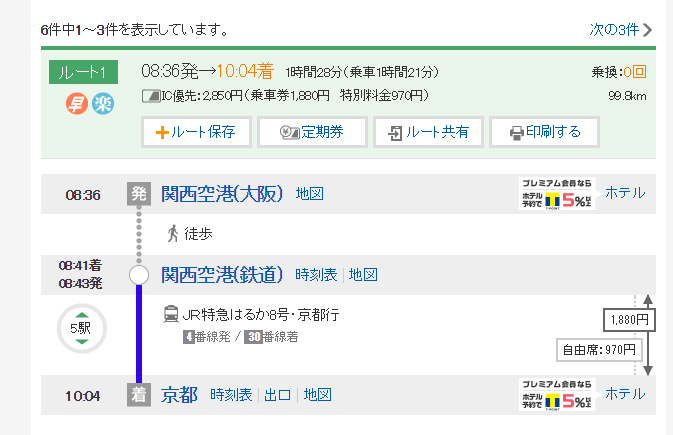 6件中1～3件を表示しています。
次の3件
ルート1
08:36発→10:04着 1時間28分(乗車1時間21分)
乗換:0回
早 楽
IC優先:2,850円(乗車券1,880円 特別料金970円)
99.8km
ルート保存
定期券
ルート共有
印刷する
08:36
発
関西空港(大阪) 地図
プレミアム会員なら
ホテル予約で
5%以上
ホテル
徒歩
08:41着
08:43発
関西空港(鉄道) 時刻表 地図
5駅
JR特急はるか8号・京都行
4番線発 / 30番線着
1,880円
自由席:970円
10:04
着
京都 時刻表 出口 地図
プレミアム会員なら
ホテル予約で
5%以上
ホテル